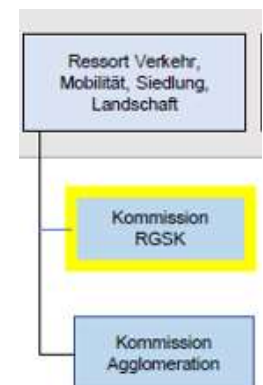 Ressort Verkehr,
Mobilität, Siedlung,
Landschaft
Kommission
RGSK
Kommission
Agglomeration